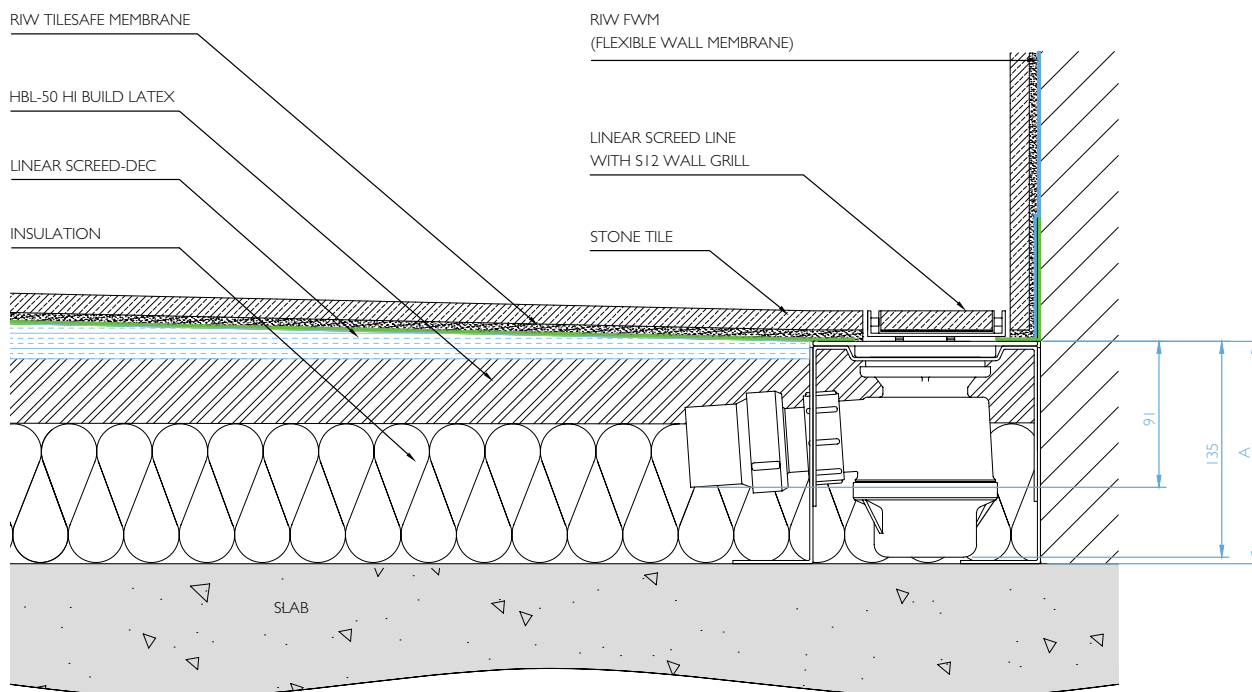 RIW TILESAFE MEMBRANE
HBL-50 HI BUILD LATEX
LINEAR SCREED-DEC
INSULATION
RIW FWM
(FLEXIBLE WALL MEMBRANE)
LINEAR SCREED LINE
WITH S12 WALL GRILL
STONE TILE
91
135
A
SLAB